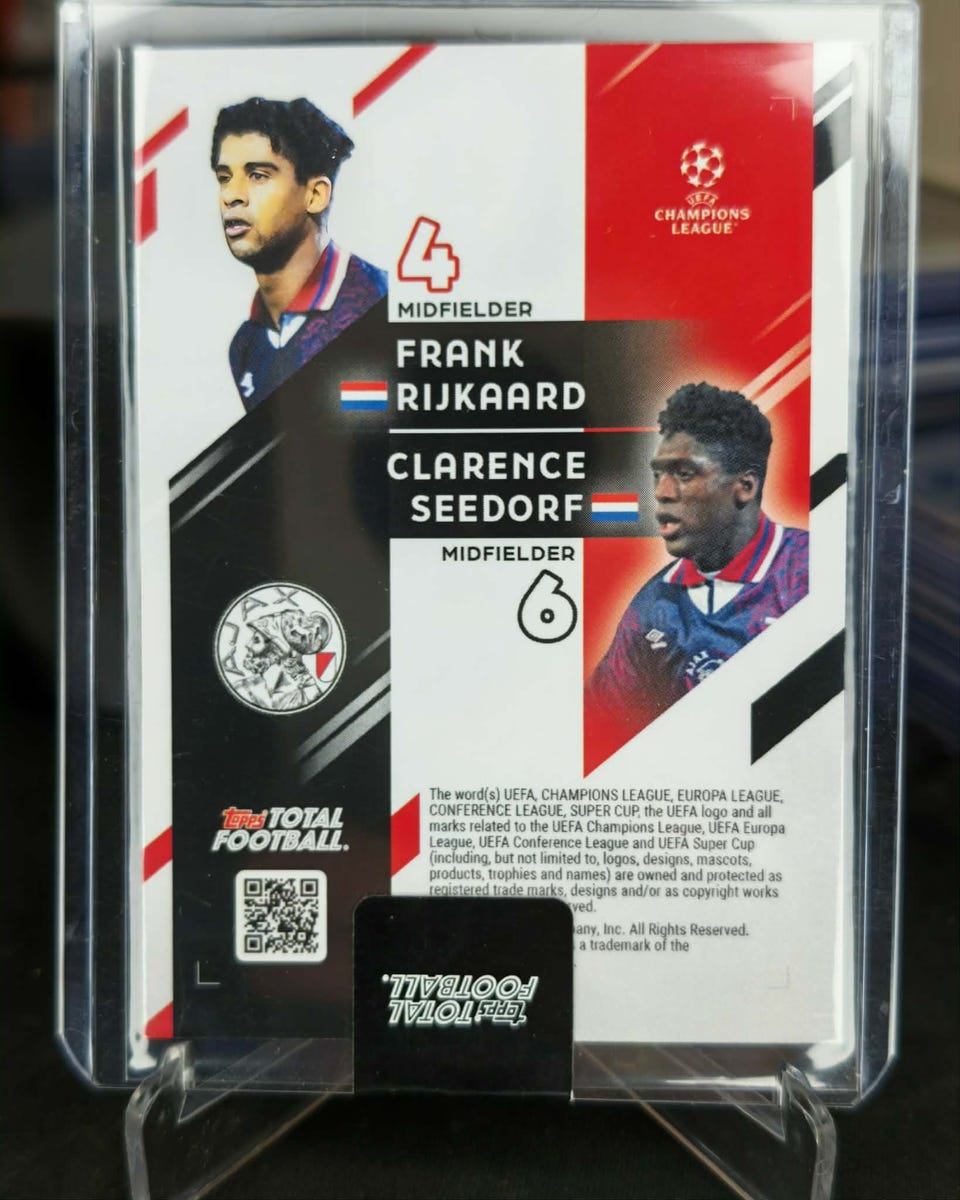 4
MIDFIELDER
FRANK
RIJKAARD
CLARENCE
SEEDORF
MIDFIELDER
6
UEFA
CHAMPIONS
LEAGUE
AJAX
AJAX
topps TOTAL
FOOTBALL.
The word(s) UEFA, CHAMPIONS LEAGUE, EUROPA LEAGUE,
CONFERENCE LEAGUE, SUPER CUP, the UEFA logo and all
marks related to the UEFA Champions League, UEFA Europa
League, UEFA Conference League and UEFA Super Cup
(including, but not limited to, logos, designs, mascots,
products, trophies and names) are owned and protected as
registered trade marks, designs and/or as copyright works
ved.
any, Inc. All Rights Reserved.
a trademark of the
topps TOTAL
FOOTBALL.